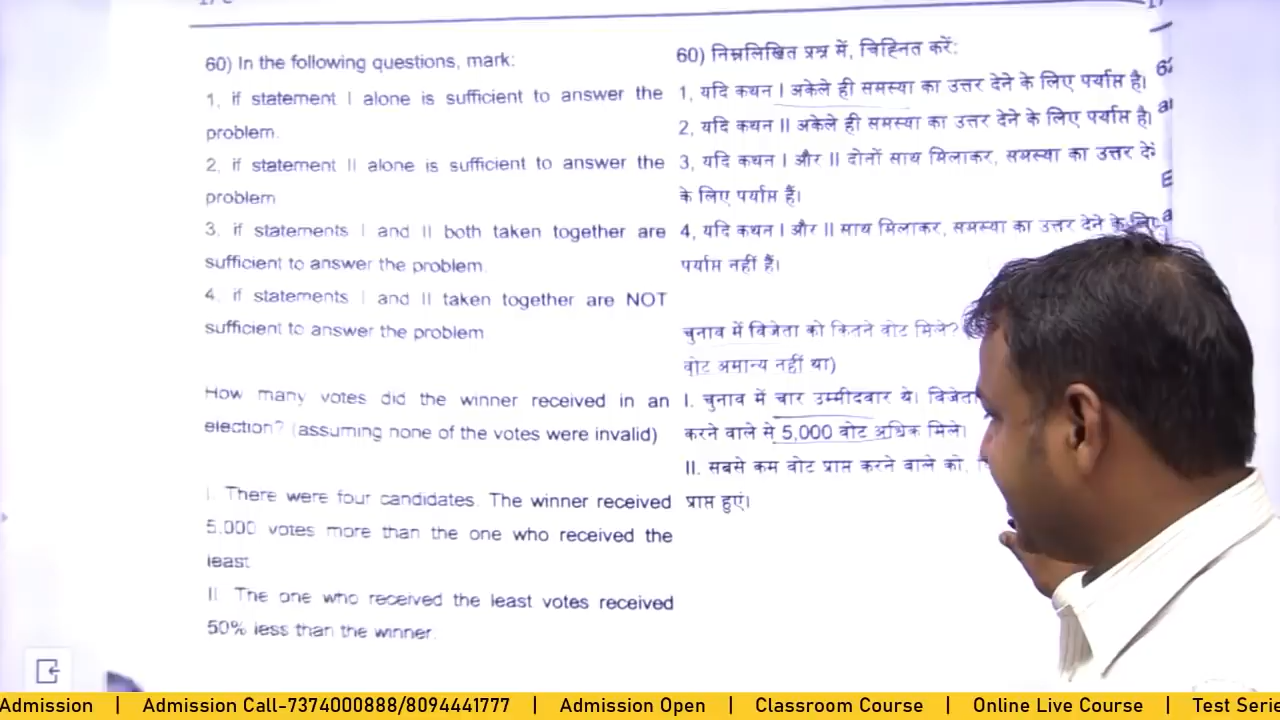 60) In the following questions, mark:
1, if statement I alone is sufficient to answer the
problem.
2, if statement II alone is sufficient to answer the
problem
3, if statements I and II both taken together are
sufficient to answer the problem.
4, if statements I and II taken together are NOT
sufficient to answer the problem
How many votes did the winner received in an
election? (assuming none of the votes were invalid)
I. There were four candidates. The winner received
5,000 votes more than the one who received the
least
II. The one who received the least votes received
50% less than the winner.
60) निम्नलिखित प्रश्न में, चिह्नित करें:
1, यदि कथन I अकेले ही समस्या का उत्तर देने के लिए पर्याप्त है।
2, यदि कथन II अकेले ही समस्या का उत्तर देने के लिए पर्याप्त है।
3, यदि कथन I और II दोनों साथ मिलाकर, समस्या का उत्तर देने
के लिए पर्याप्त हैं।
4, यदि कथन I और II साथ मिलाकर, समस्या का उत्तर देने के लिए
पर्याप्त नहीं हैं।
चुनाव में विजेता को कितने वोट मिले?
वोट अमान्य नहीं था)
I. चुनाव में चार उम्मीदवार थे। विजेता
करने वाले से 5,000 वोट अधिक मिले।
II. सबसे कम वोट प्राप्त करने वाले को,
प्राप्त हुएं।
Admission | Admission Call-7374000888/8094441777 | Admission Open | Classroom Course | Online Live Course | Test Serie